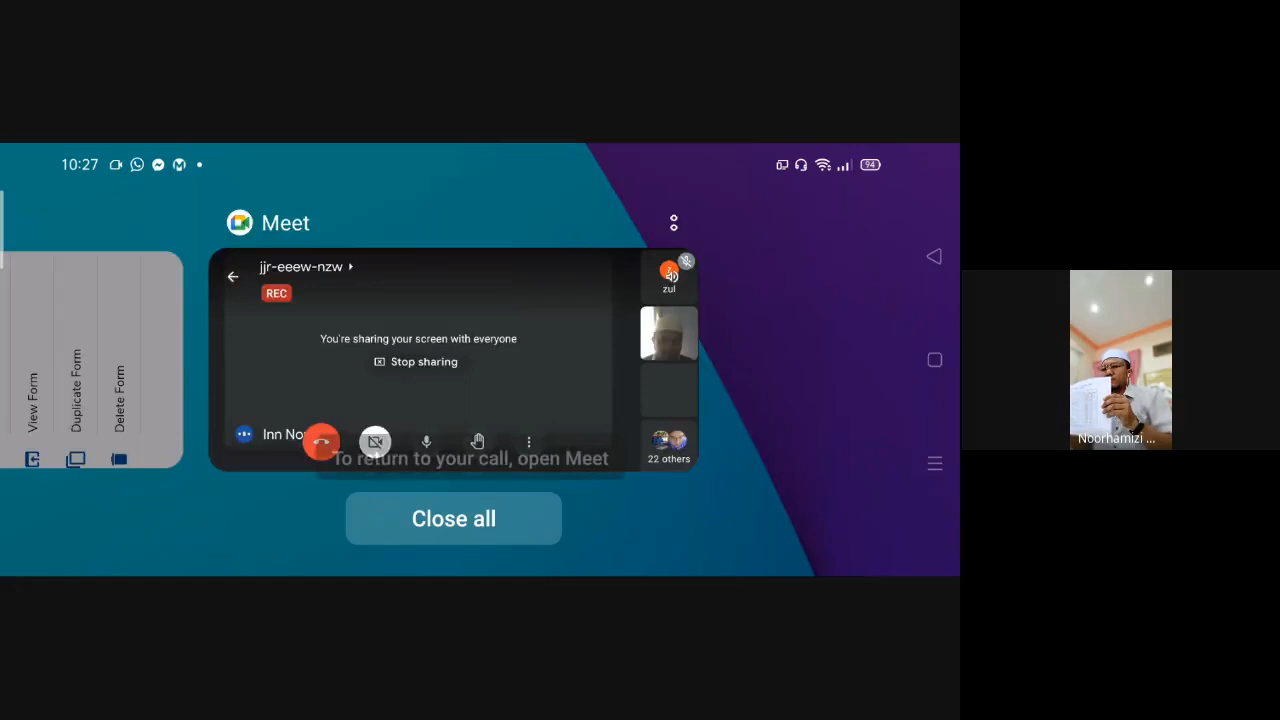 10:27
94
Meet
jjr-eeew-nzw
REC
zul
You're sharing your screen with everyone
Stop sharing
View Form
Duplicate Form
Delete Form
Inn No
To return to your call, open Meet
22 others
Close all
Noorhamizi ...